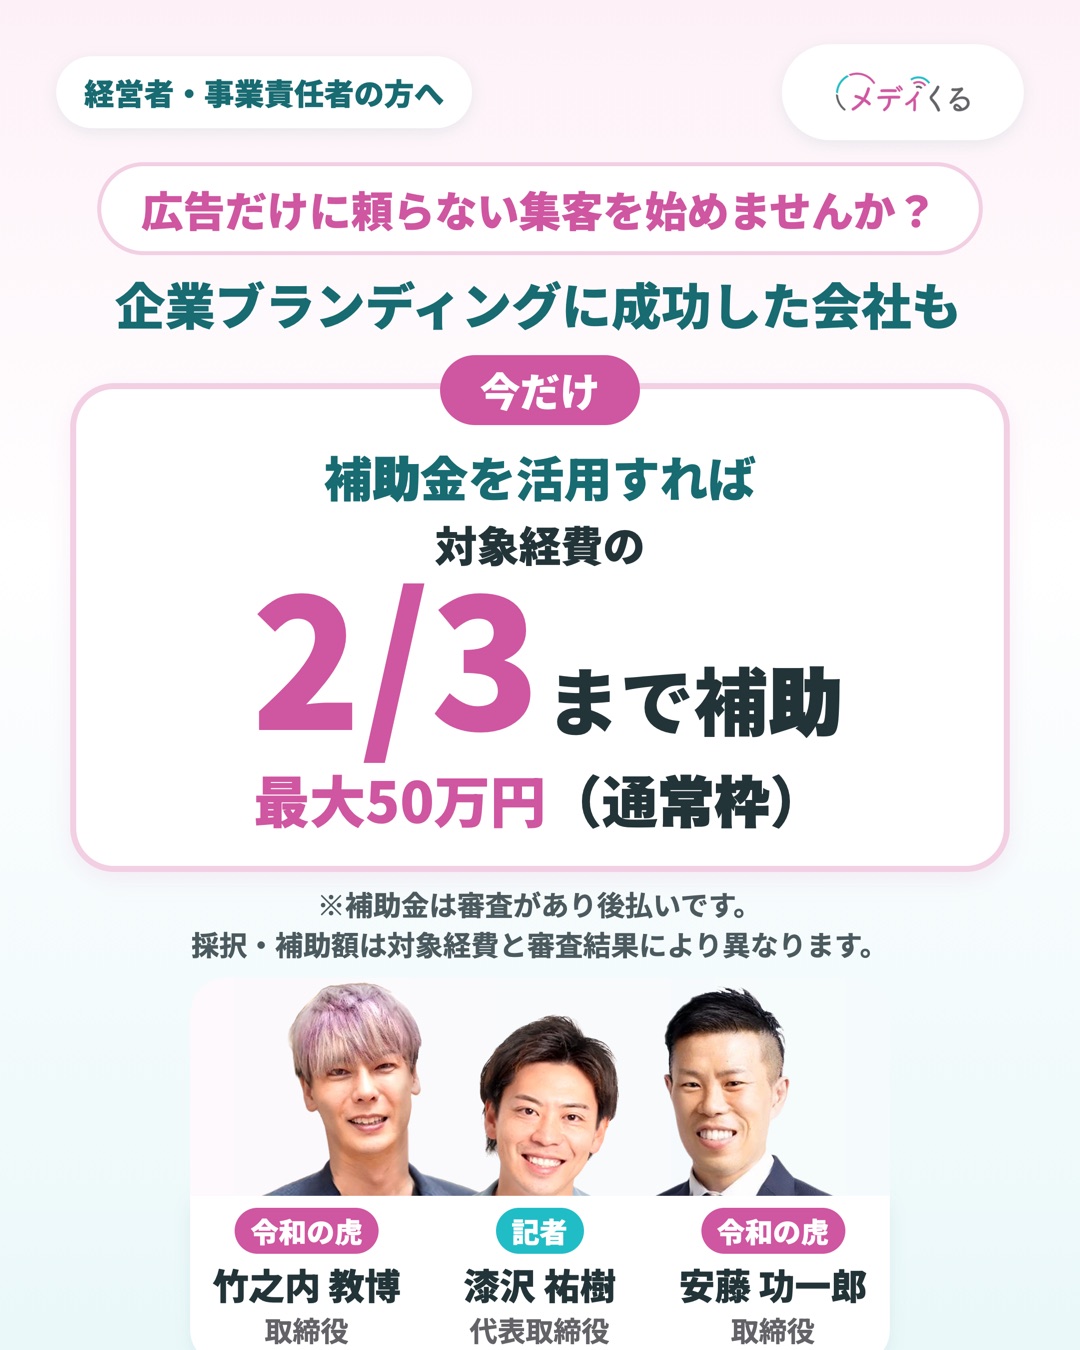 経営者・事業責任者の方へ
メディくる
広告だけに頼らない集客を始めませんか？
企業ブランディングに成功した会社も
今だけ
補助金を活用すれば
対象経費の
2/3まで補助
最大50万円（通常枠）
※補助金は審査があり後払いです。
採択・補助額は対象経費と審査結果により異なります。
令和の虎
竹之内 教博
取締役
記者
漆沢 祐樹
代表取締役
令和の虎
安藤 功一郎
取締役